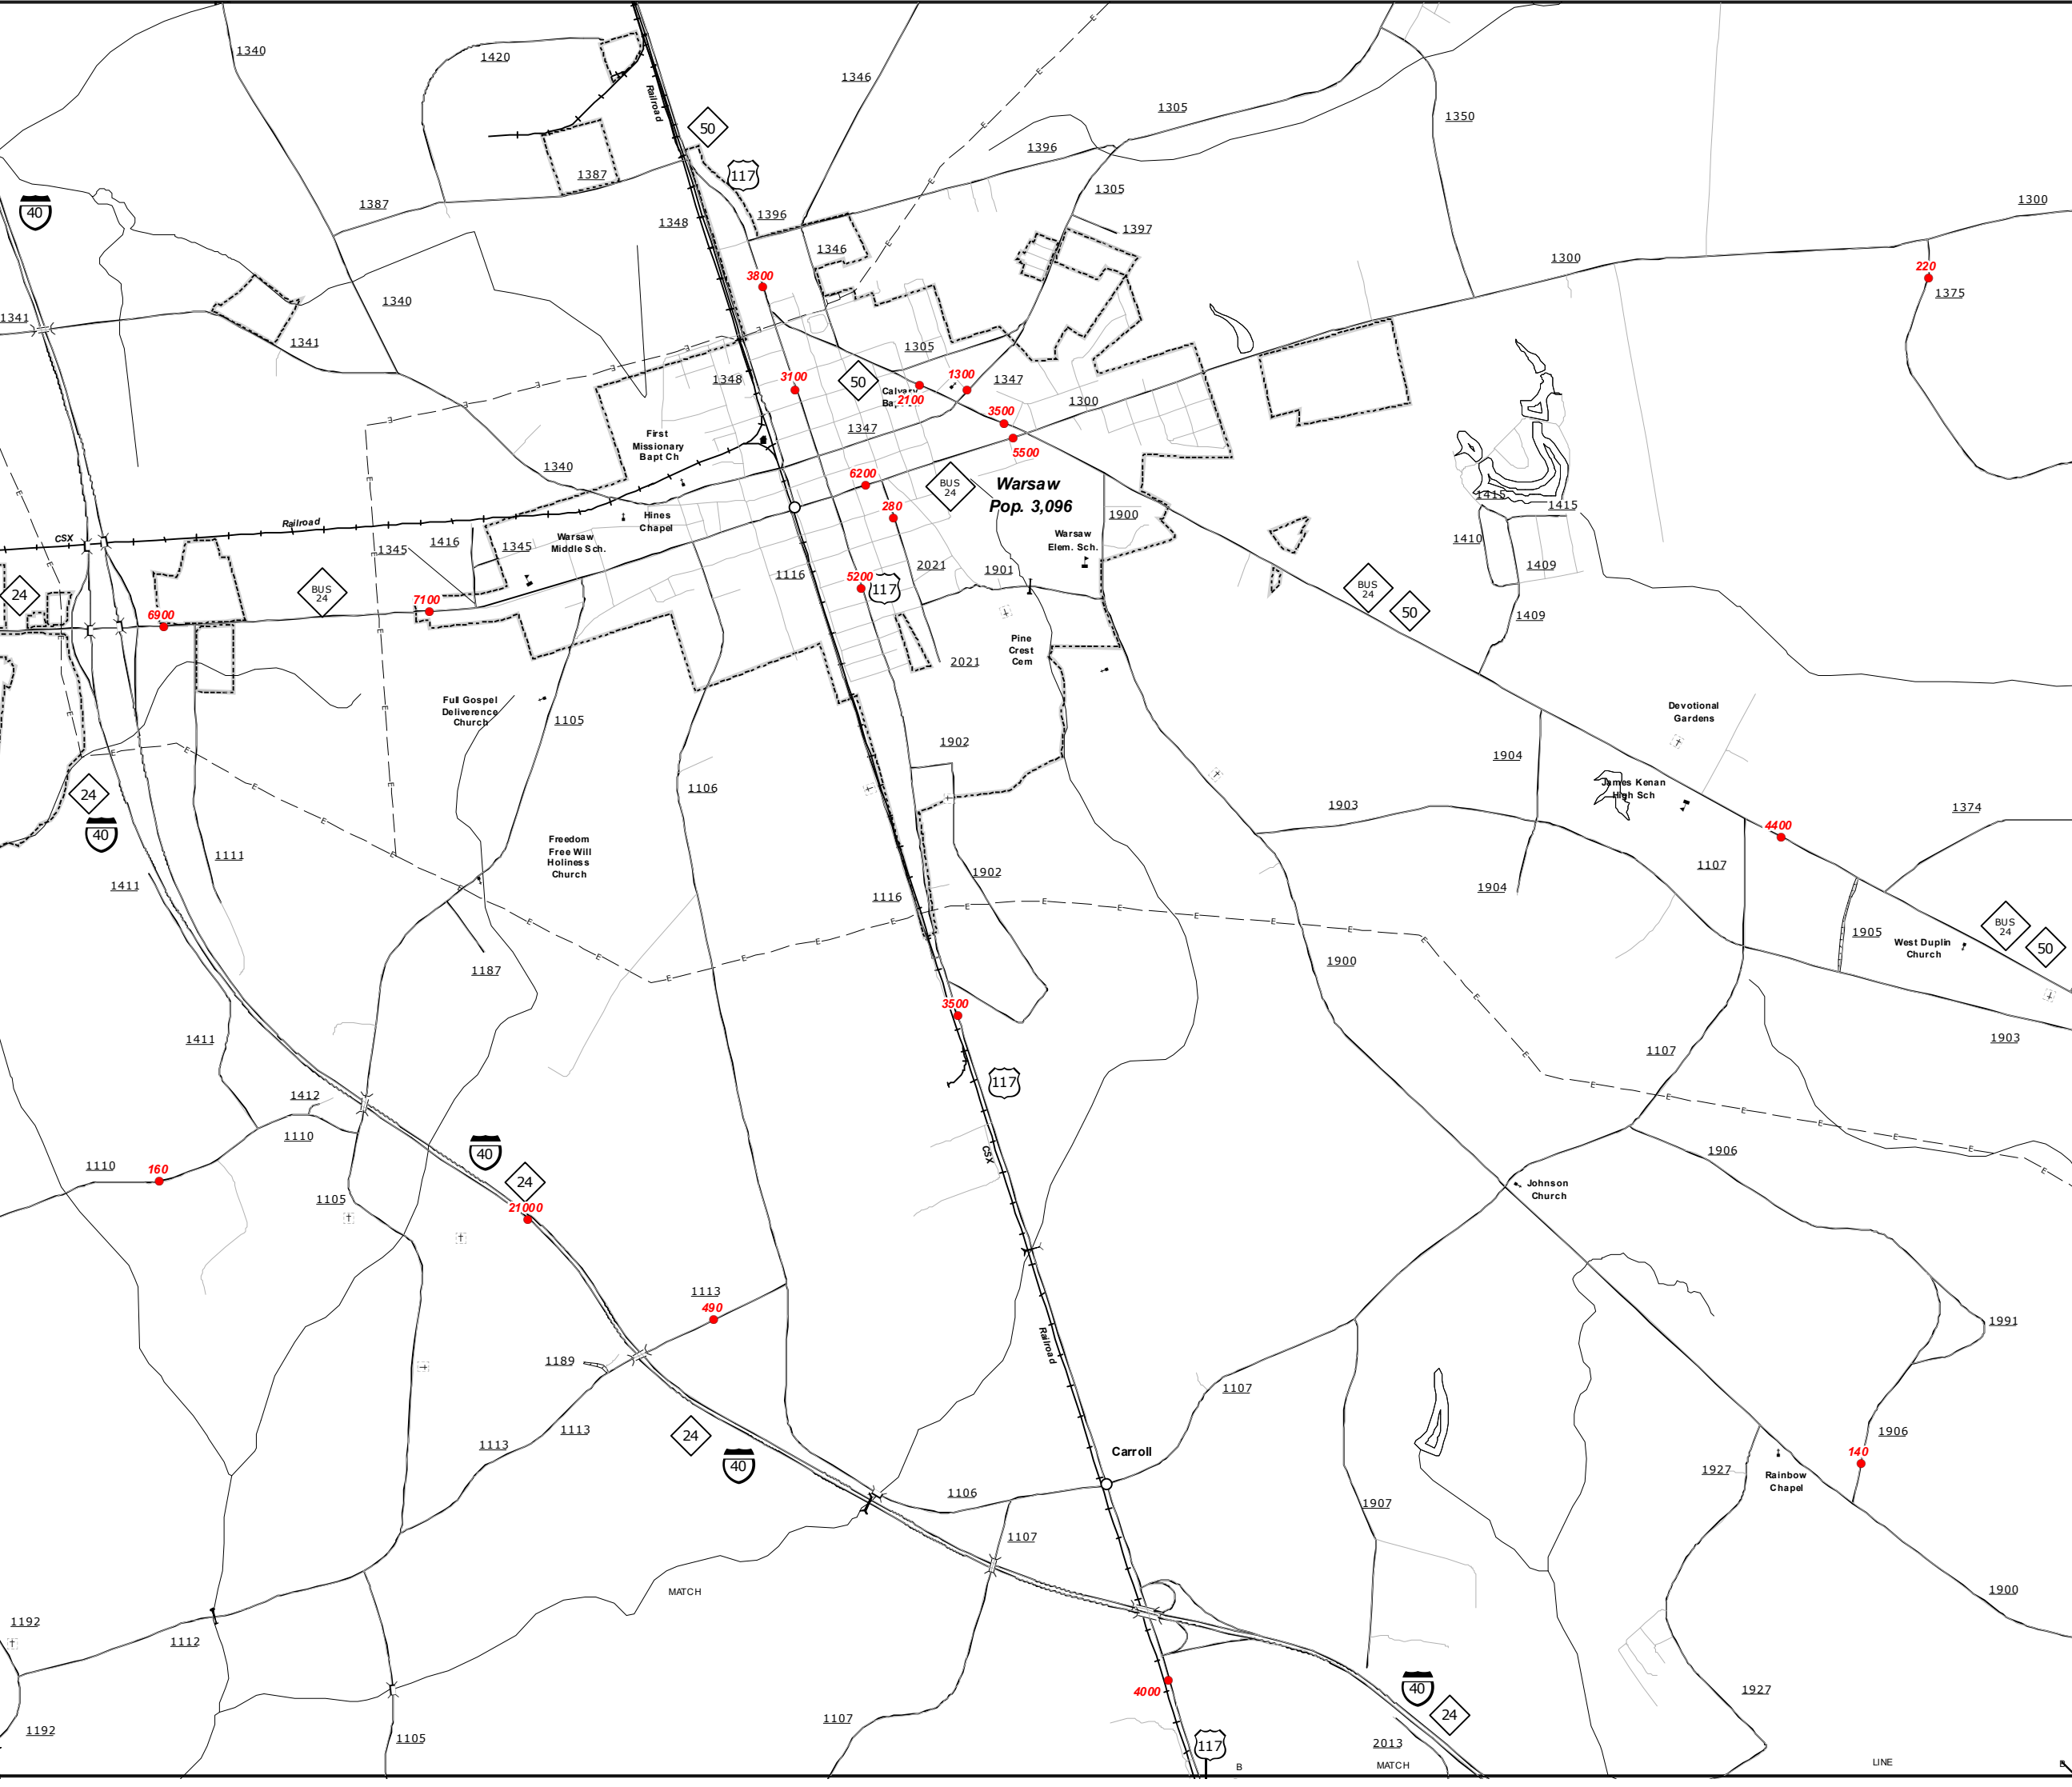 1340
1420
1346
50
Railroad
1305
1350
1396
117
1387
1387
1305
40
1300
1348
1396
1397
1346
1300
220
1375
3800
1340
1341
1341
1305
1348
3100
50
1300
1347
Calvary
2100
3500
1300
1347
First
Missionary
Bapt Ch
5500
1340
6200
BUS
24
Warsaw
Pop. 3,096
280
1415
1415
1900
Hines
Chapel
Railroad
CSX
1416
1345
1345
Warsaw
Middle Sch.
Warsaw
Elem. Sch.
1410
1409
2021
1901
1116
5200
117
24
BUS
24
7100
6900
BUS
24
50
1409
Pine
Crest
Cem
2021
Full Gospel
Deliverence
Church
1105
Devotional
Gardens
1902
1904
James Kenan
High Sch
1106
24
40
1903
1374
4400
Freedom
Free Will
Holiness
Church
1111
1107
1411
1902
1904
1116
BUS
24
50
1905
West Duplin
Church
1187
1900
3500
1411
1903
1107
117
1412
1110
CSX
40
1906
1110
160
24
Johnson
Church
1105
21000
1113
490
1991
Railroad
1189
1107
24
40
1113
1113
Carroll
1906
140
1927
Rainbow
Chapel
1106
1907
1107
MATCH
1900
1192
1112
40
1927
4000
24
1107
1192
1105
117
2013
B
MATCH
LINE